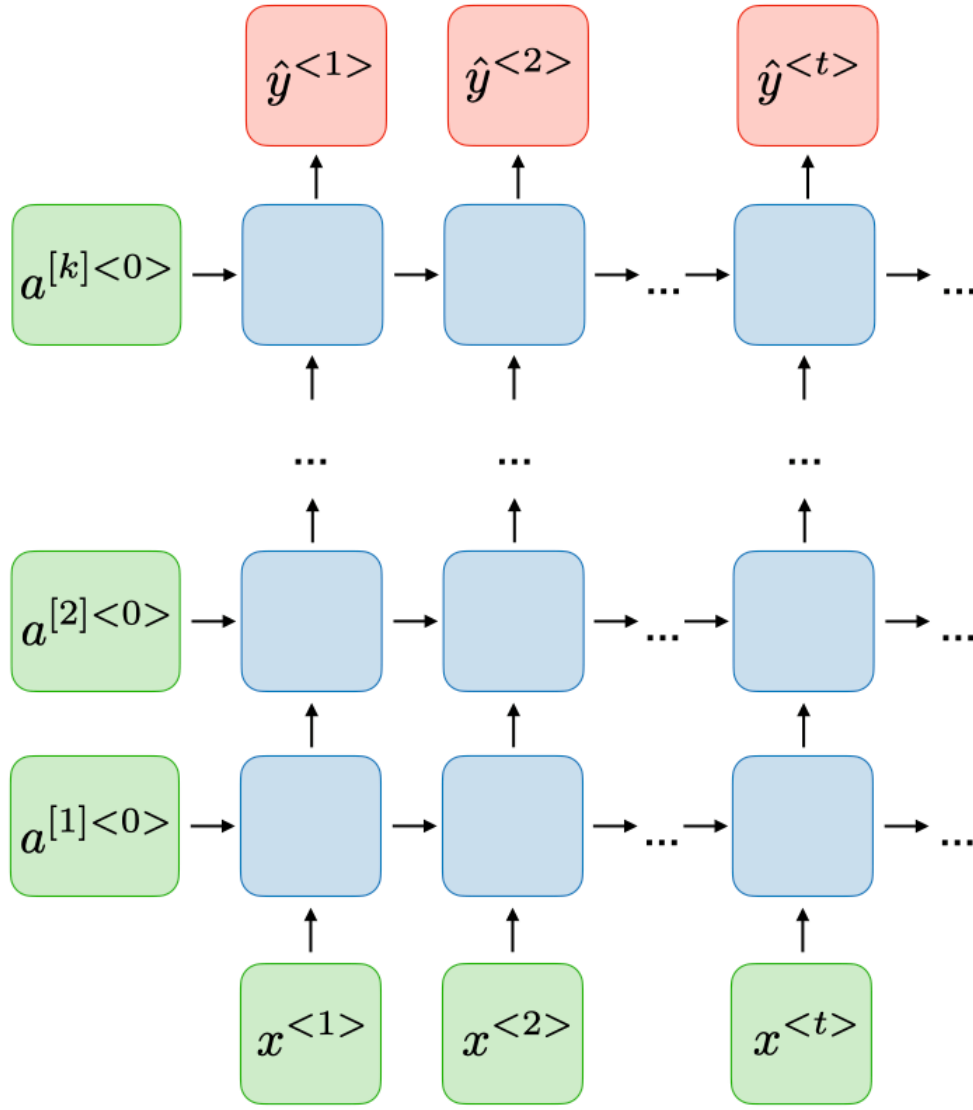 ŷ^{<1>} ŷ^{<2>} ŷ^{<t>}
a^{[k]<0>} ... ...
... ... ...
a^{[2]<0>} ... ...
a^{[1]<0>} ... ...
x^{<1>} x^{<2>} x^{<t>}